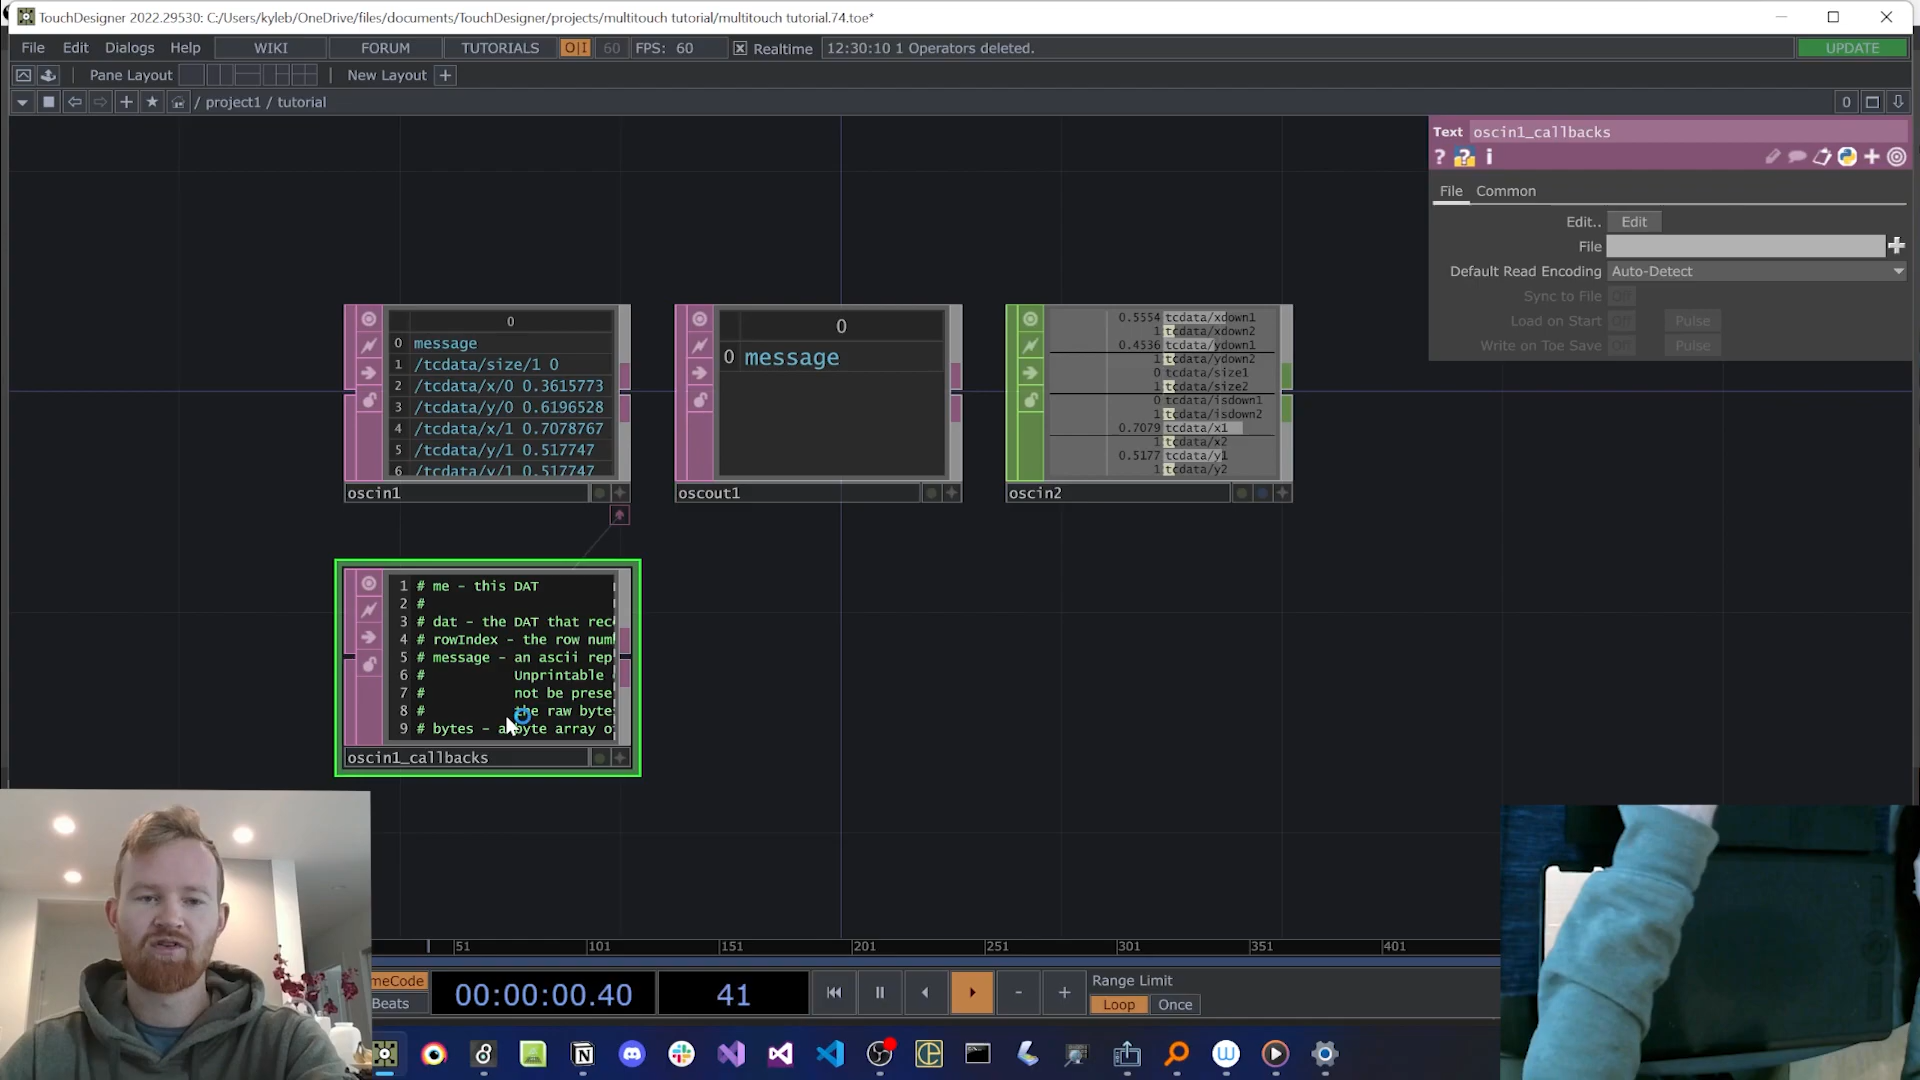 TouchDesigner 2022.29530: C:/Users/kyleb/OneDrive/files/documents/TouchDesigner/projects/multitouch tutorial/multitouch tutorial.74.toe*
File Edit Dialogs Help WIKI FORUM TUTORIALS O|I 60 FPS: 60 Realtime 12:30:10 1 Operators deleted. UPDATE
Pane Layout New Layout +
/ project1 / tutorial 0
Text oscin1_callbacks
? ? i
File Common
Edit.. Edit
File
Default Read Encoding Auto-Detect
Sync to File Off
Load on Start Off Pulse
Write on Toe Save Off Pulse
0
0 message
1 /tcdata/size/1 0
2 /tcdata/x/0 0.3615773
3 /tcdata/y/0 0.6196528
4 /tcdata/x/1 0.7078767
5 /tcdata/y/1 0.517747
6 /tcdata/y/1 0.517747
oscin1
0
0 message
oscout1
0.5554 tcdata/xdown1
1 tcdata/xdown2
0.4536 tcdata/ydown1
1 tcdata/ydown2
0 tcdata/size1
1 tcdata/size2
0 tcdata/isdown1
1 tcdata/isdown2
0.7079 tcdata/x1
1 tcdata/x2
0.5177 tcdata/y1
1 tcdata/y2
oscin2
1 # me - this DAT
2 #
3 # dat - the DAT that rec
4 # rowIndex - the row num
5 # message - an ascii rep
6 # Unprintable
7 # not be prese
8 # the raw byte
9 # bytes - a byte array o
oscin1_callbacks
51 101 151 201 251 301 351 401
meCode
Beats
00:00:00.40 41
- +
Range Limit
Loop Once